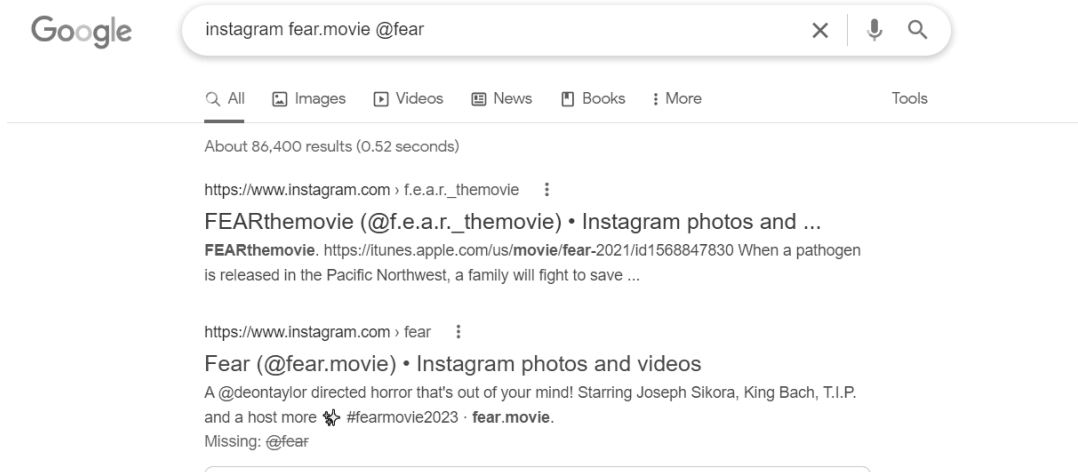 Google
instagram fear.movie @fear
All Images Videos News Books More Tools
About 86,400 results (0.52 seconds)
https://www.instagram.com › f.e.a.r._themovie
FEARthemovie (@f.e.a.r._themovie) • Instagram photos and ...
FEARthemovie. https://itunes.apple.com/us/movie/fear-2021/id1568847830 When a pathogen
is released in the Pacific Northwest, a family will fight to save ...
https://www.instagram.com › fear
Fear (@fear.movie) • Instagram photos and videos
A @deontaylor directed horror that's out of your mind! Starring Joseph Sikora, King Bach, T.I.P.
and a host more ✨ #fearmovie2023 · fear.movie.
Missing: @fear